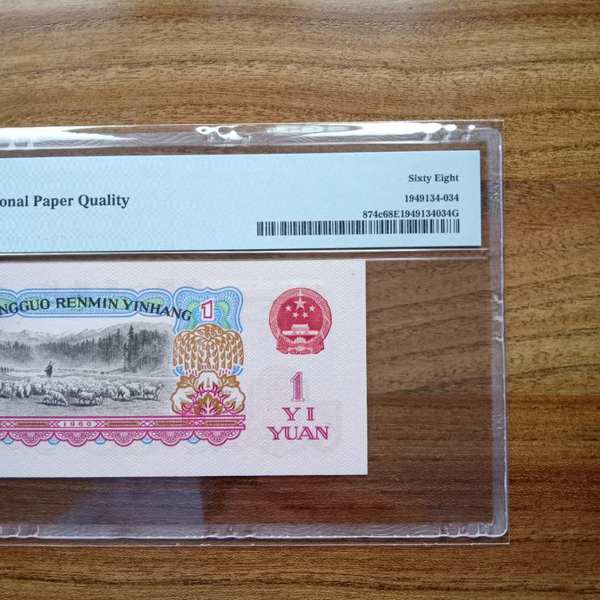 Sixty Eight
onal Paper Quality
1949134-034
874c68E1949134034G
NGGUO RENMIN YINHANG
1
1
YI
YUAN
1960